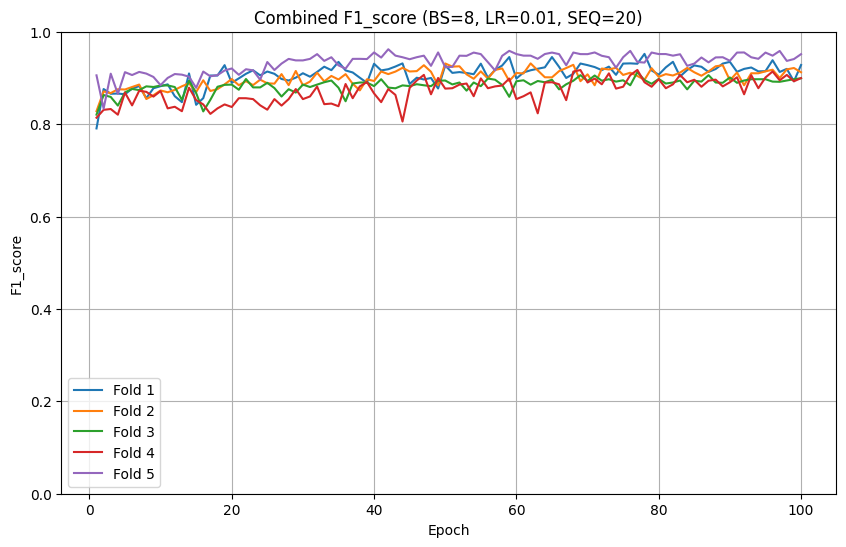 Combined F1_score (BS=8, LR=0.01, SEQ=20)
F1_score
1.0
0.8
0.6
0.4
0.2
0.0
Fold 1
Fold 2
Fold 3
Fold 4
Fold 5
0 20 40 60 80 100
Epoch